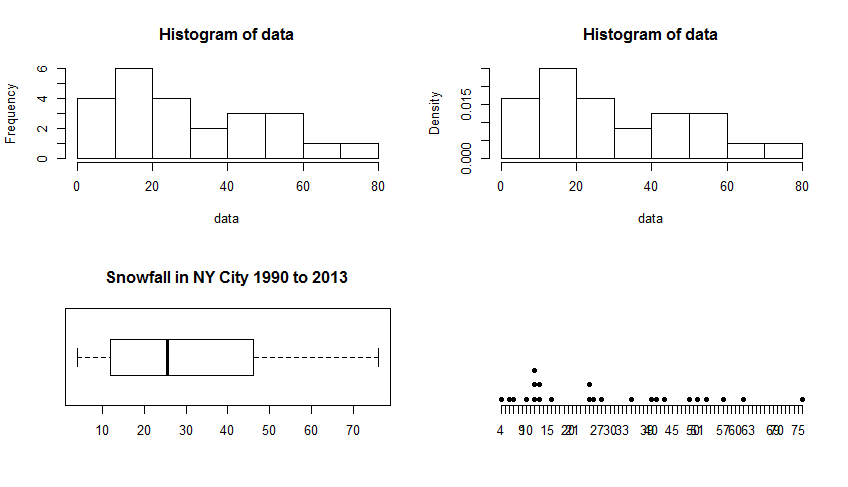 Histogram of data
Frequency
0 2 4 6
0 20 40 60 80
data
Histogram of data
Density
0.000 0.015
0 20 40 60 80
data
Snowfall in NY City 1990 to 2013
10 20 30 40 50 60 70
4 10 15 27 33 45 57 63 75